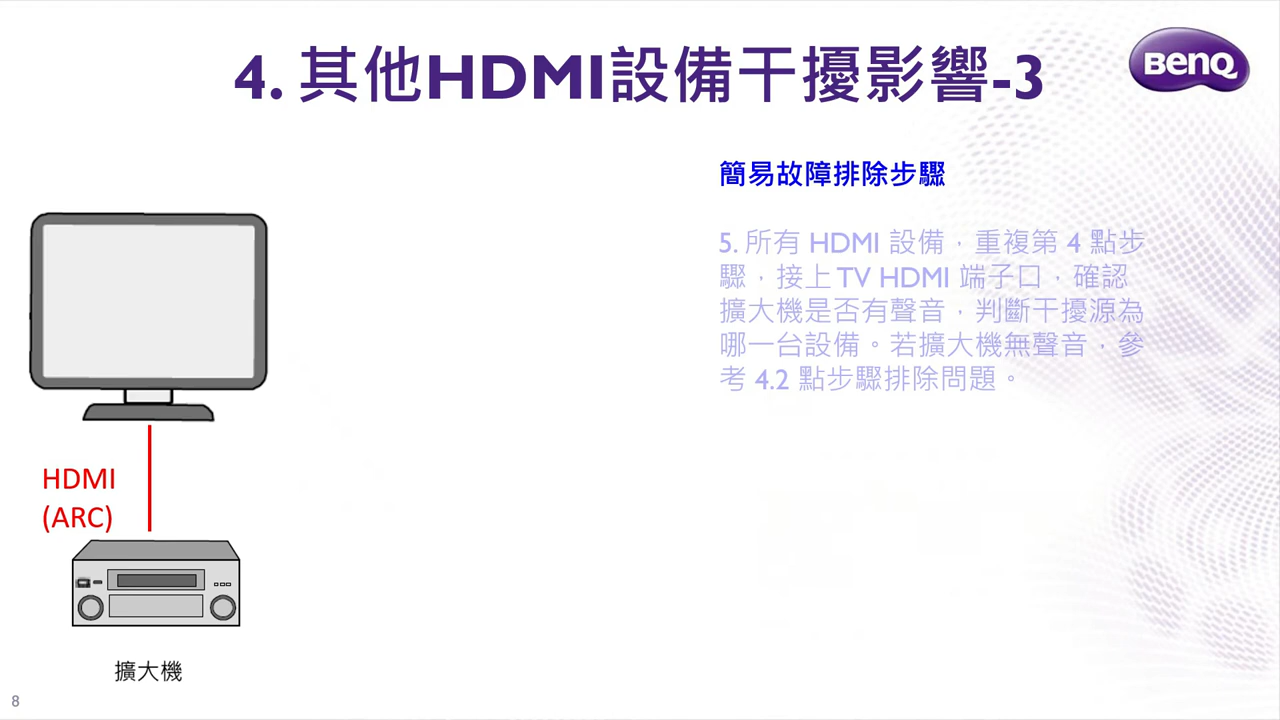 4. 其他HDMI設備干擾影響-3
BenQ
簡易故障排除步驟
5. 所有 HDMI 設備，重複第 4 點步
驟，接上 TV HDMI 端子口，確認
擴大機是否有聲音，判斷干擾源為
哪一台設備。若擴大機無聲音，參
考 4.2 點步驟排除問題。
HDMI
(ARC)
擴大機
8